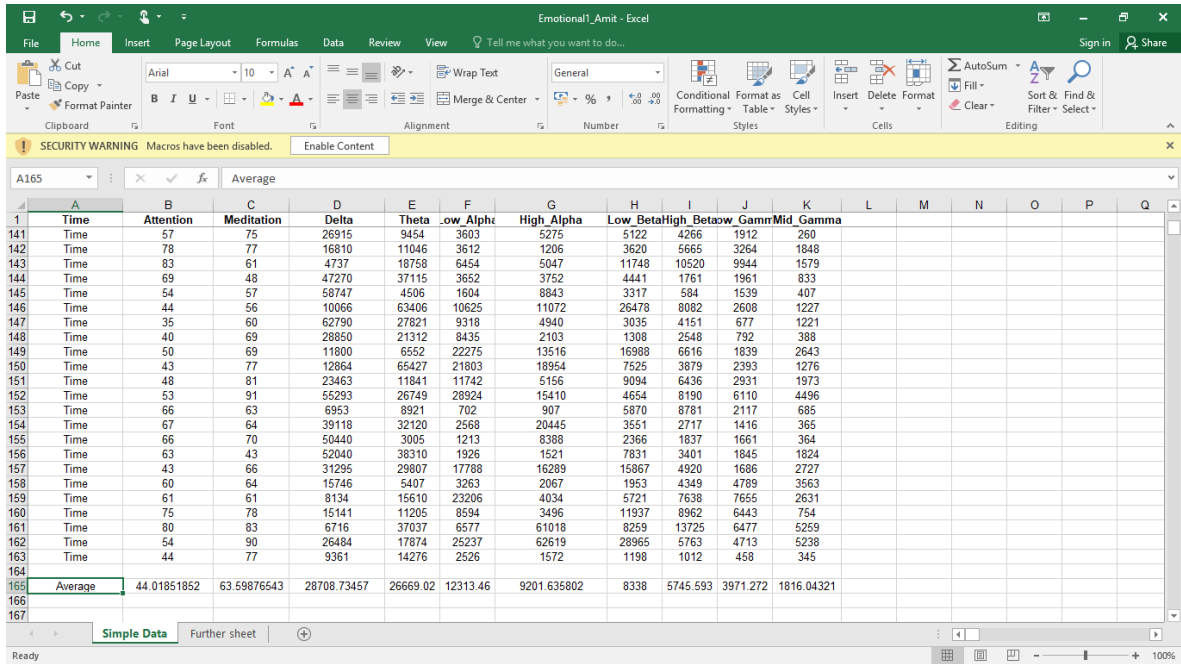 Emotional1_Amit - Excel
File Home Insert Page Layout Formulas Data Review View Tell me what you want to do... Sign in Share
Cut
Copy
Format Painter
Paste
Clipboard
Arial 10
B I U
Font
Wrap Text
Merge & Center
Alignment
General
Number
Conditional Formatting
Format as Table
Cell Styles
Styles
Insert Delete Format
Cells
AutoSum
Fill
Clear
Sort & Filter
Find & Select
Editing
SECURITY WARNING Macros have been disabled. Enable Content
A165 fx Average
A B C D E F G H I J K L M N O P Q
1 Time Attention Meditation Delta Theta Low_Alpha High_Alpha Low_Beta High_Beta ow_Gamm Mid_Gamma
141 Time 57 75 26915 9454 3603 5275 5122 4266 1912 260
142 Time 78 77 16810 11046 3612 1206 3620 5665 3264 1848
143 Time 83 61 4737 18758 6454 5047 11748 10520 9944 1579
144 Time 69 48 47270 37115 3652 3752 4441 1761 1961 833
145 Time 54 57 58747 4506 1604 8843 3317 584 1539 407
146 Time 44 56 10066 63406 10625 11072 26478 8082 2608 1227
147 Time 35 60 62790 27821 9318 4940 3035 4151 677 1221
148 Time 40 69 28850 21312 8435 2103 1308 2548 792 388
149 Time 50 69 11800 6552 22275 13516 16988 6616 1839 2643
150 Time 43 77 12864 65427 21803 18954 7525 3879 2393 1276
151 Time 48 81 23463 11841 11742 5156 9094 6436 2931 1973
152 Time 53 91 55293 26749 28924 15410 4654 8190 6110 4496
153 Time 66 63 6953 8921 702 907 5870 8781 2117 685
154 Time 67 64 39118 32120 2568 20445 3551 2717 1416 365
155 Time 66 70 50440 3005 1213 8388 2366 1837 1661 364
156 Time 63 43 52040 38310 1926 1521 7831 3401 1845 1824
157 Time 43 66 31295 29807 17788 16289 15867 4920 1686 2727
158 Time 60 64 15746 5407 3263 2067 1953 4349 4789 3563
159 Time 61 61 8134 15610 23206 4034 5721 7638 7655 2631
160 Time 75 78 15141 11205 8594 3496 11937 8962 6443 754
161 Time 80 83 6716 37037 6577 61018 8259 13725 6477 5259
162 Time 54 90 26484 17874 25237 62619 28965 5763 4713 5238
163 Time 44 77 9361 14276 2526 1572 1198 1012 458 345
164
165 Average 44.01851852 63.59876543 28708.73457 26669.02 12313.46 9201.635802 8338 5745.593 3971.272 1816.04321
166
167
Simple Data Further sheet
Ready 100%